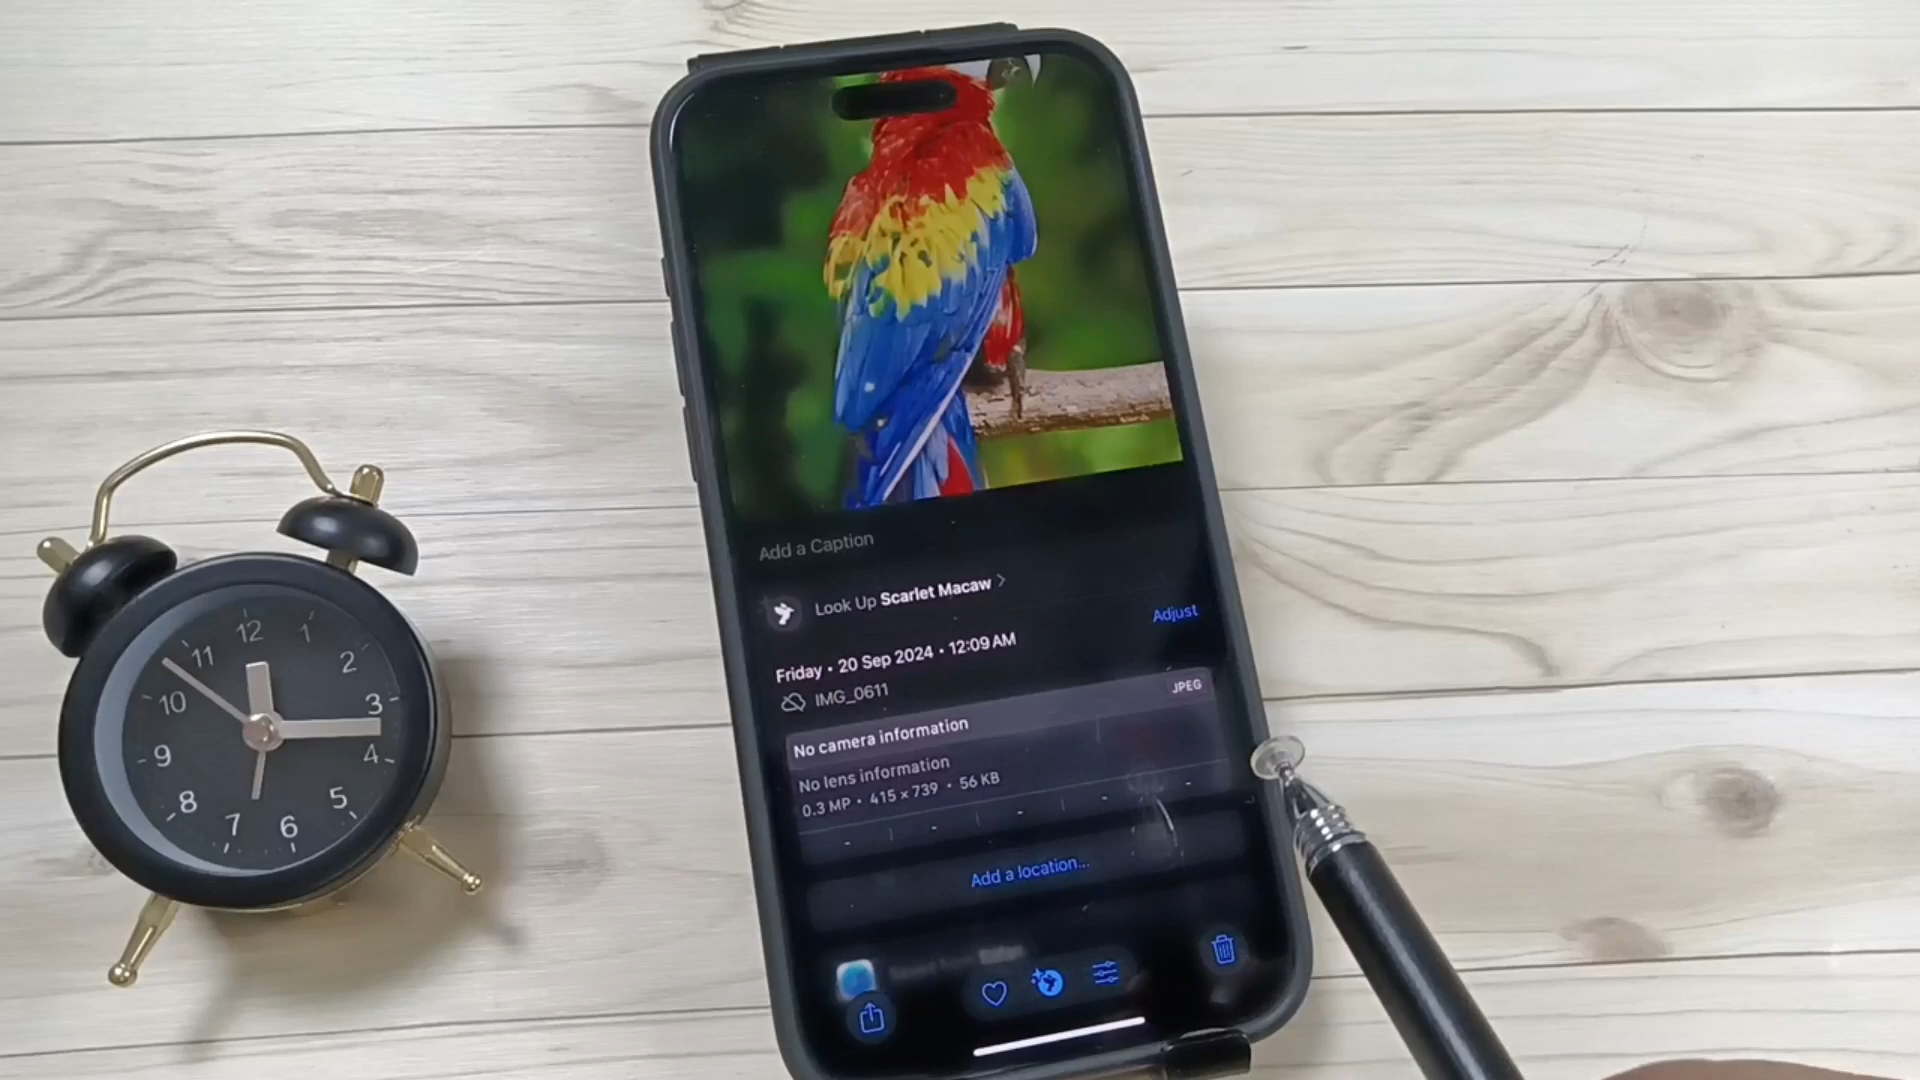 Add a Caption
Look Up Scarlet Macaw
Friday • 20 Sep 2024 • 12:09 AM
Adjust
IMG_0611
JPEG
No camera information
No lens information
0.3 MP • 415 × 739 • 56 KB
- - - - -
Add a location...
12
1
2
3
4
5
6
7
8
9
10
11